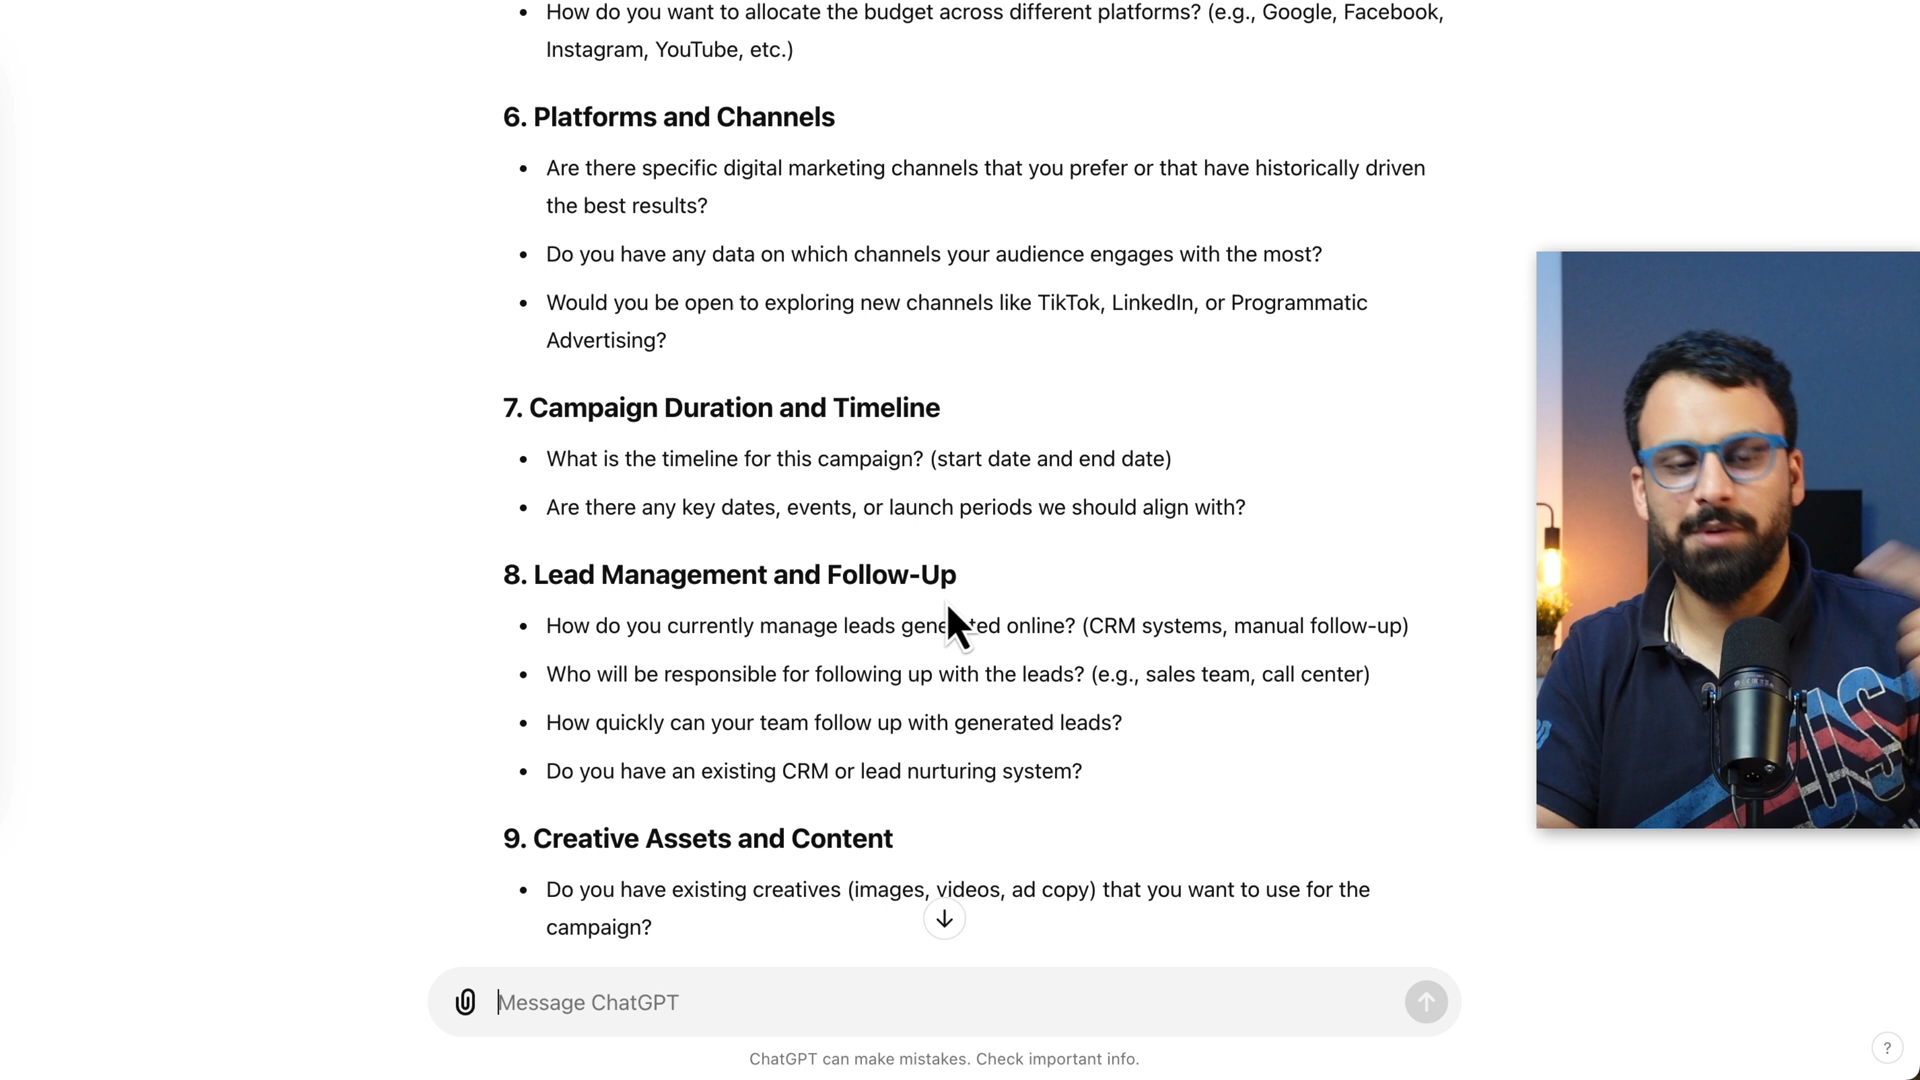 How do you want to allocate the budget across different platforms? (e.g., Google, Facebook,
Instagram, YouTube, etc.)
6. Platforms and Channels
Are there specific digital marketing channels that you prefer or that have historically driven
the best results?
Do you have any data on which channels your audience engages with the most?
Would you be open to exploring new channels like TikTok, LinkedIn, or Programmatic
Advertising?
7. Campaign Duration and Timeline
What is the timeline for this campaign? (start date and end date)
Are there any key dates, events, or launch periods we should align with?
8. Lead Management and Follow-Up
How do you currently manage leads generated online? (CRM systems, manual follow-up)
Who will be responsible for following up with the leads? (e.g., sales team, call center)
How quickly can your team follow up with generated leads?
Do you have an existing CRM or lead nurturing system?
9. Creative Assets and Content
Do you have existing creatives (images, videos, ad copy) that you want to use for the
campaign?
Message ChatGPT
ChatGPT can make mistakes. Check important info.
?